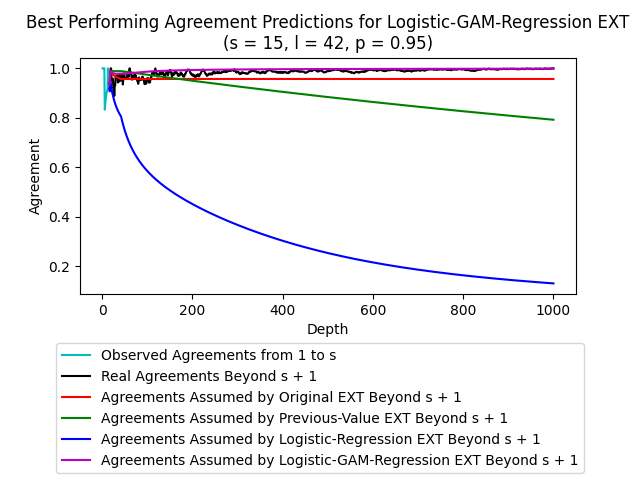 Best Performing Agreement Predictions for Logistic-GAM-Regression EXT
(s = 15, l = 42, p = 0.95)
1.0
0.8
0.6
0.4
0.2
Agreement
0 200 400 600 800 1000
Depth
Observed Agreements from 1 to s
Real Agreements Beyond s + 1
Agreements Assumed by Original EXT Beyond s + 1
Agreements Assumed by Previous-Value EXT Beyond s + 1
Agreements Assumed by Logistic-Regression EXT Beyond s + 1
Agreements Assumed by Logistic-GAM-Regression EXT Beyond s + 1